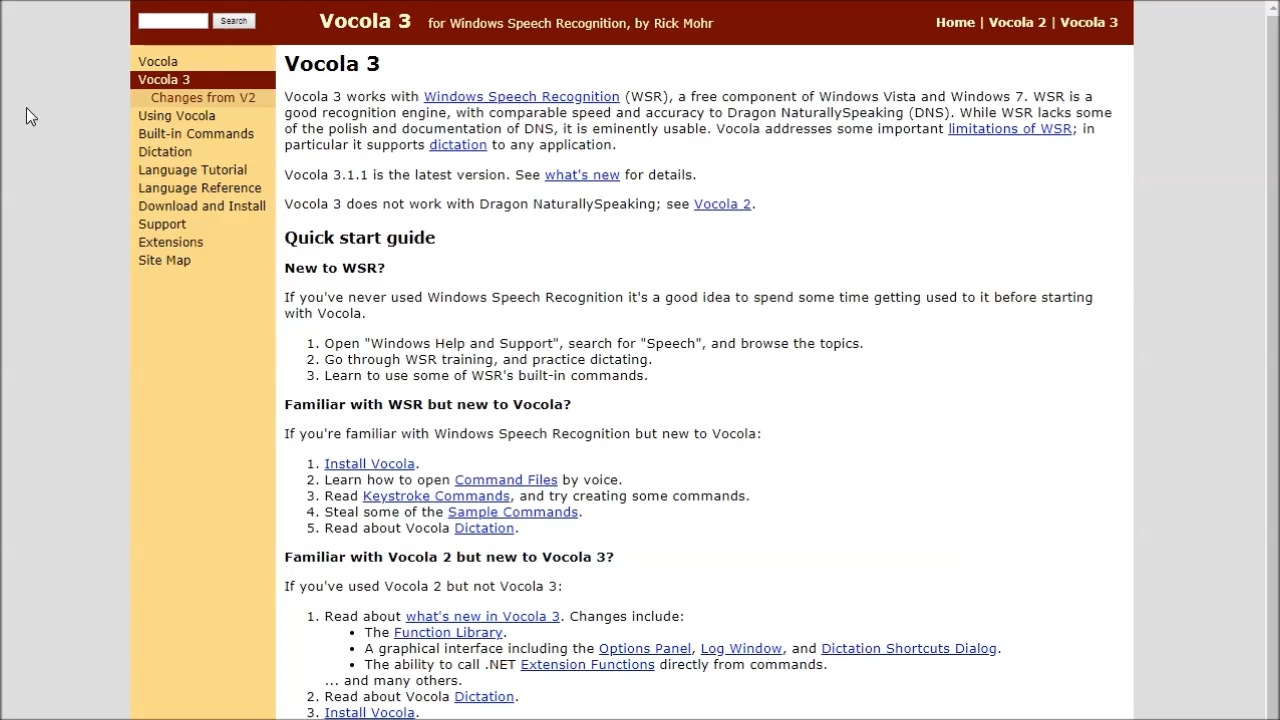 Search
Vocola 3 for Windows Speech Recognition, by Rick Mohr
Home | Vocola 2 | Vocola 3
Vocola
Vocola 3
Changes from V2
Using Vocola
Built-in Commands
Dictation
Language Tutorial
Language Reference
Download and Install
Support
Extensions
Site Map
Vocola 3
Vocola 3 works with Windows Speech Recognition (WSR), a free component of Windows Vista and Windows 7. WSR is a
good recognition engine, with comparable speed and accuracy to Dragon NaturallySpeaking (DNS). While WSR lacks some
of the polish and documentation of DNS, it is eminently usable. Vocola addresses some important limitations of WSR; in
particular it supports dictation to any application.
Vocola 3.1.1 is the latest version. See what's new for details.
Vocola 3 does not work with Dragon NaturallySpeaking; see Vocola 2.
Quick start guide
New to WSR?
If you've never used Windows Speech Recognition it's a good idea to spend some time getting used to it before starting
with Vocola.
1. Open "Windows Help and Support", search for "Speech", and browse the topics.
2. Go through WSR training, and practice dictating.
3. Learn to use some of WSR's built-in commands.
Familiar with WSR but new to Vocola?
If you're familiar with Windows Speech Recognition but new to Vocola:
1. Install Vocola.
2. Learn how to open Command Files by voice.
3. Read Keystroke Commands, and try creating some commands.
4. Steal some of the Sample Commands.
5. Read about Vocola Dictation.
Familiar with Vocola 2 but new to Vocola 3?
If you've used Vocola 2 but not Vocola 3:
1. Read about what's new in Vocola 3. Changes include:
• The Function Library.
• A graphical interface including the Options Panel, Log Window, and Dictation Shortcuts Dialog.
• The ability to call .NET Extension Functions directly from commands.
... and many others.
2. Read about Vocola Dictation.
3. Install Vocola.